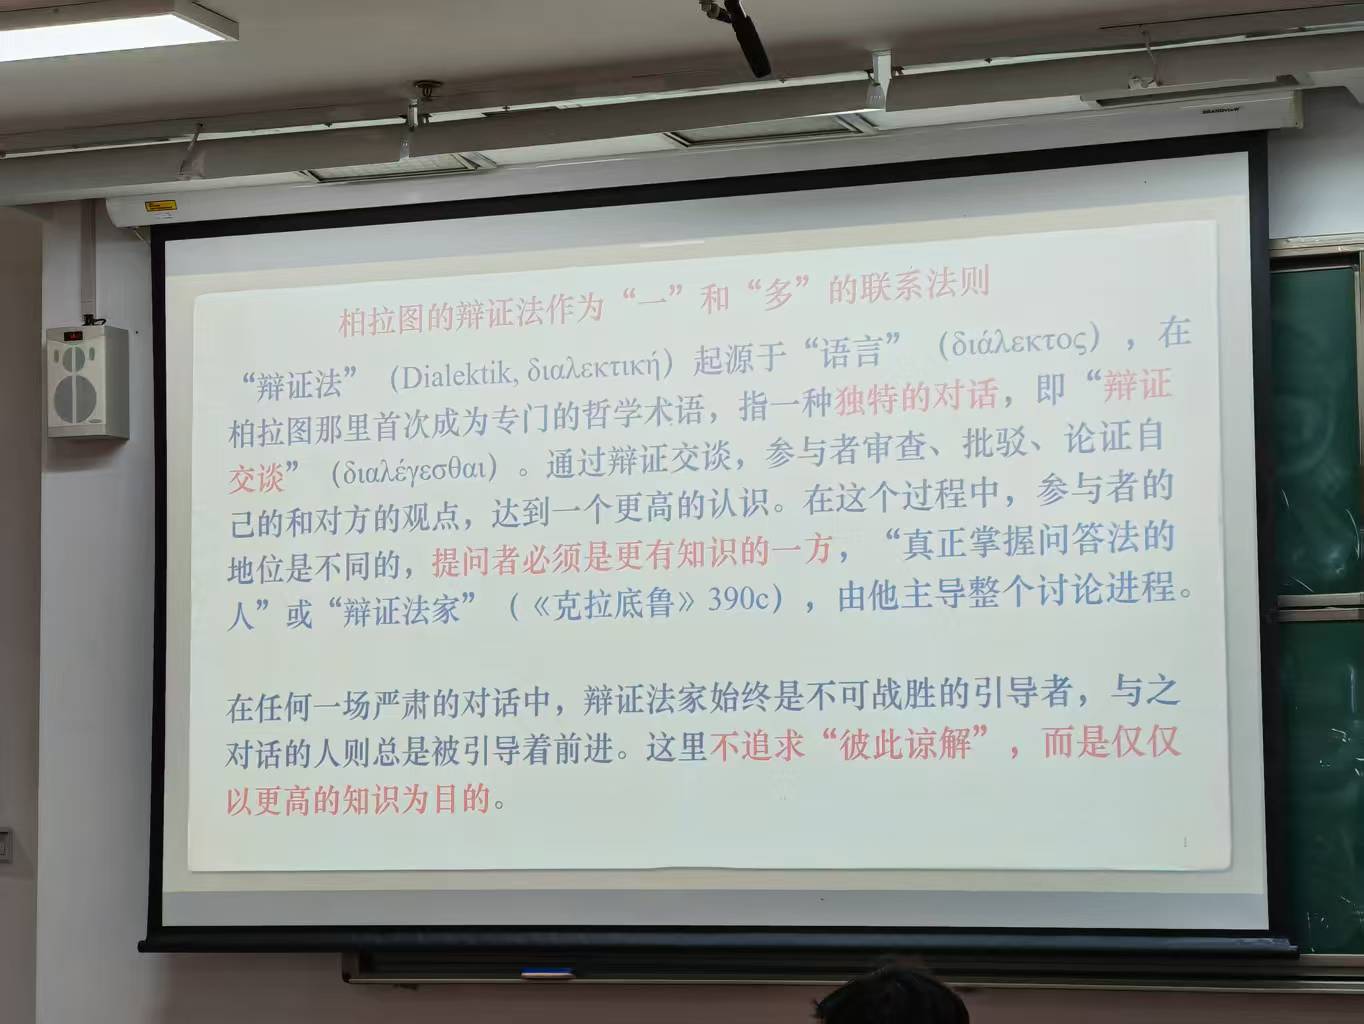 GRANDVIEW
柏拉图的辩证法作为“一”和“多”的联系法则
“辩证法”（Dialektik, διαλεκτική）起源于“语言”（διάλεκτος），在
柏拉图那里首次成为专门的哲学术语，指一种独特的对话，即“辩证
交谈”（διαλέγεσθαι）。通过辩证交谈，参与者审查、批驳、论证自
己的和对方的观点，达到一个更高的认识。在这个过程中，参与者的
地位是不同的，提问者必须是更有知识的一方，“真正掌握问答法的
人”或“辩证法家”（《克拉底鲁》390c），由他主导整个讨论进程。
在任何一场严肃的对话中，辩证法家始终是不可战胜的引导者，与之
对话的人则总是被引导着前进。这里不追求“彼此谅解”，而是仅仅
以更高的知识为目的。